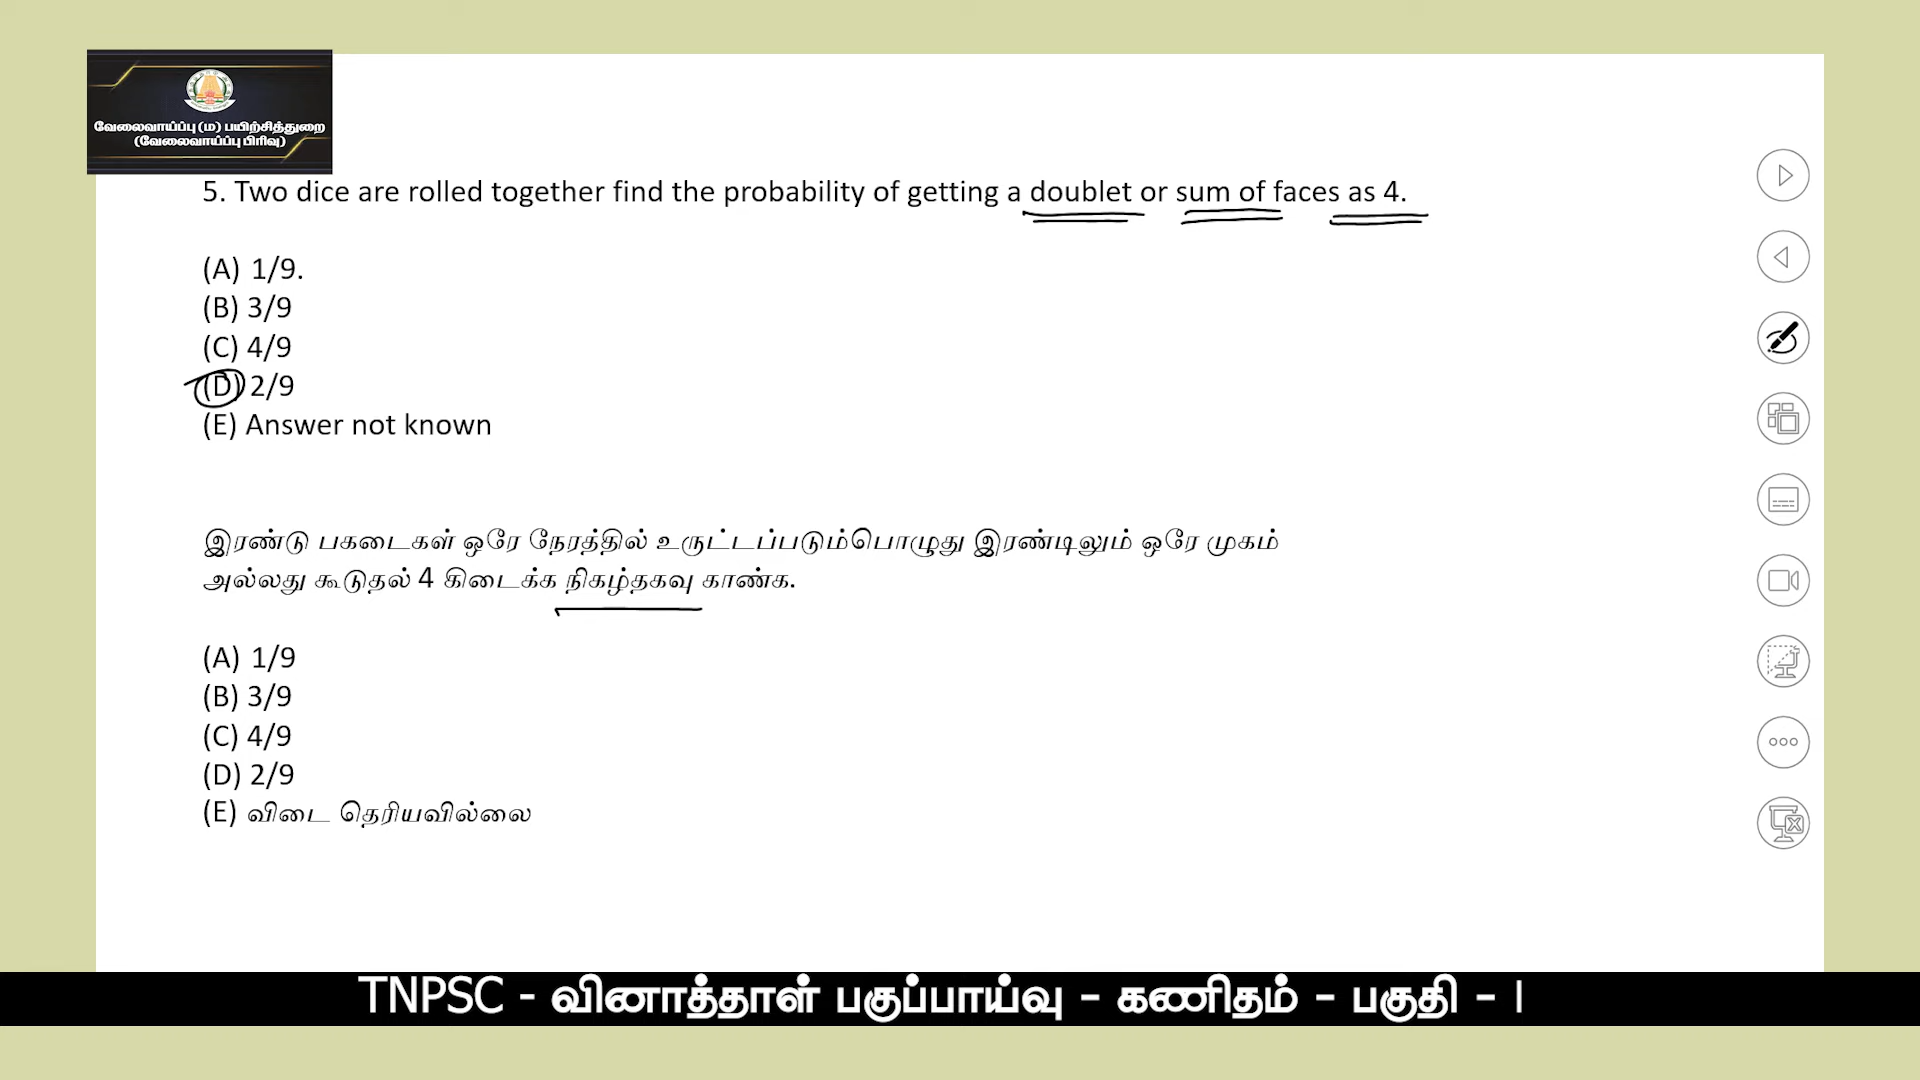 வேலைவாய்ப்பு (ம) பயிற்சித்துறை
(வேலைவாய்ப்பு பிரிவு)
5. Two dice are rolled together find the probability of getting a doublet or sum of faces as 4.
(A) 1/9.
(B) 3/9
(C) 4/9
(D) 2/9
(E) Answer not known
இரண்டு பகடைகள் ஒரே நேரத்தில் உருட்டப்படும்பொழுது இரண்டிலும் ஒரே முகம்
அல்லது கூடுதல் 4 கிடைக்க நிகழ்தகவு காண்க.
(A) 1/9
(B) 3/9
(C) 4/9
(D) 2/9
(E) விடை தெரியவில்லை
TNPSC - வினாத்தாள் பகுப்பாய்வு - கணிதம் - பகுதி - I